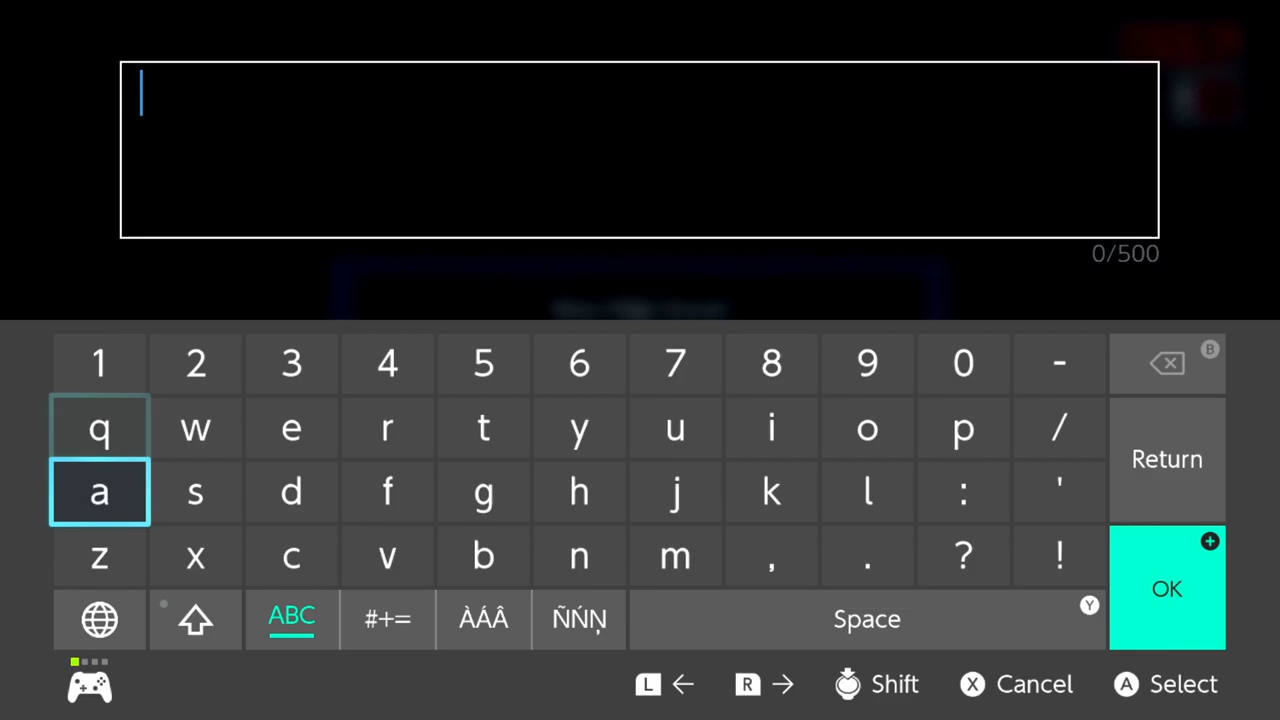 0/500
1 2 3 4 5 6 7 8 9 0 - B
q w e r t y u i o p / Return
a s d f g h j k l : '
z x c v b n m , . ? ! OK +
ABC #+= ÀÁÂ ÑŃŅ Space Y
L ← R → Shift X Cancel A Select